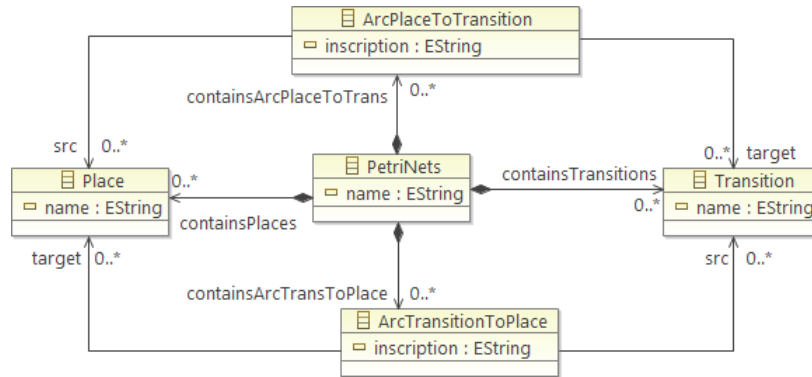 ArcPlaceToTransition
inscription : EString
containsArcPlaceToTrans
0..*
src
0..*
0..*
target
Place
name : EString
0..*
containsPlaces
PetriNets
name : EString
containsTransitions
0..*
Transition
name : EString
target
0..*
src
0..*
containsArcTransToPlace
0..*
ArcTransitionToPlace
inscription : EString